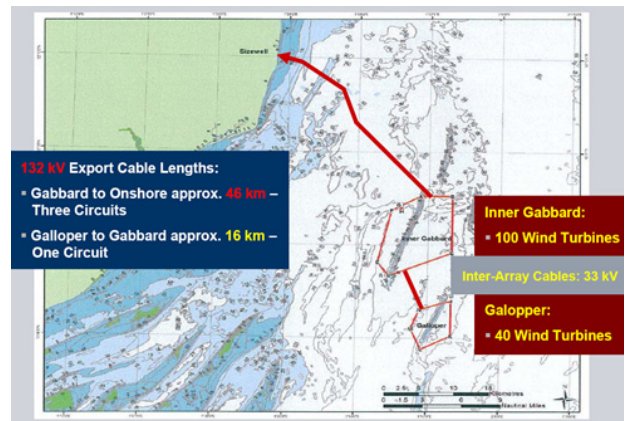 Sizewell
132 kV Export Cable Lengths:
▪ Gabbard to Onshore approx. 46 km –
Three Circuits
▪ Galloper to Gabbard approx. 16 km –
One Circuit
Inner Gabbard
Inner Gabbard:
▪ 100 Wind Turbines
Inter-Array Cables: 33 kV
Galloper
Galopper:
▪ 40 Wind Turbines
Kilometres
Nautical Miles